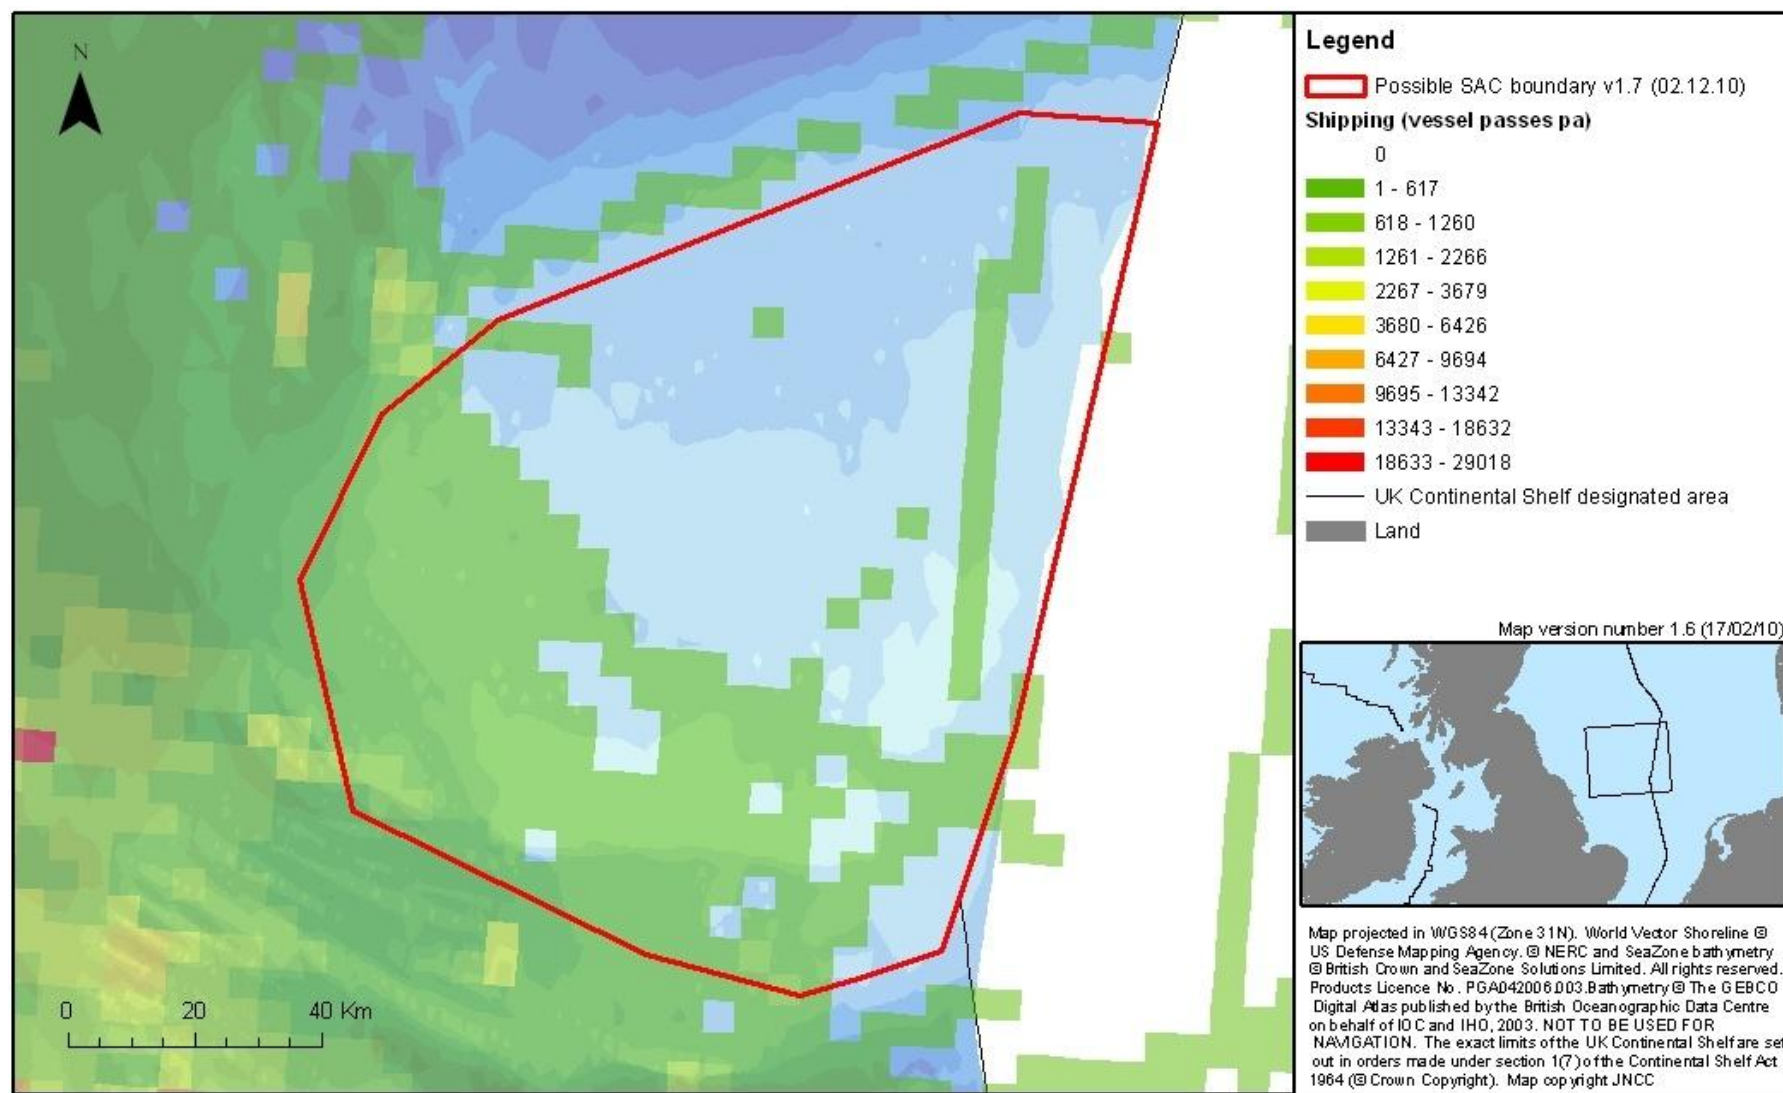 N
0 20 40 Km
Legend
Possible SAC boundary v1.7 (02.12.10)
Shipping (vessel passes pa)
0
1 - 617
618 - 1260
1261 - 2266
2267 - 3679
3680 - 6426
6427 - 9694
9695 - 13342
13343 - 18632
18633 - 29018
UK Continental Shelf designated area
Land
Map version number 1.6 (17/02/10)
Map projected in WGS84 (Zone 31N). World Vector Shoreline ©
US Defense Mapping Agency. © NERC and SeaZone bathymetry
© British Crown and SeaZone Solutions Limited. All rights reserved.
Products Licence No. PGA042006.003.Bathymetry © The GEBCO
Digital Atlas published by the British Oceanographic Data Centre
on behalf of IOC and IHO, 2003. NOT TO BE USED FOR
NAVIGATION. The exact limits of the UK Continental Shelf are set
out in orders made under section 1(7) of the Continental Shelf Act
1964 (© Crown Copyright). Map copyright JNCC